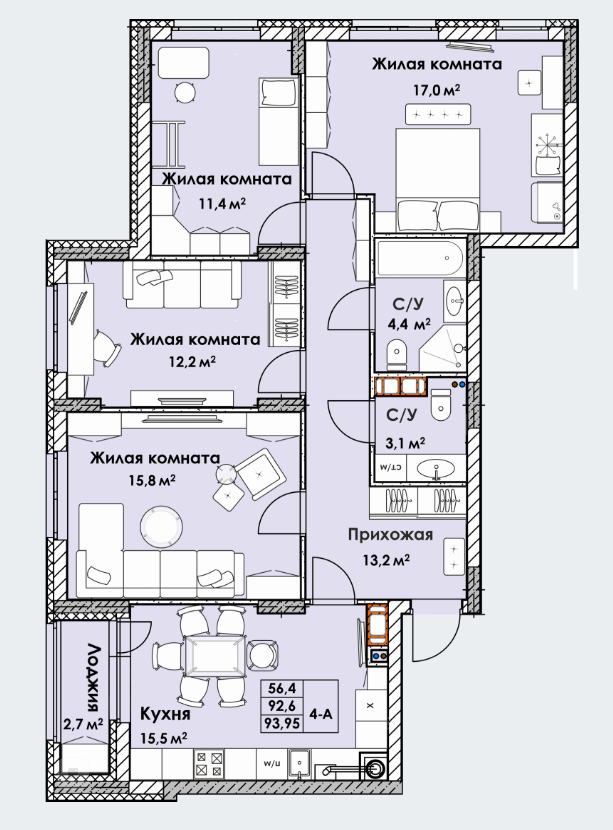 Жилая комната
17,0 м²
Жилая комната
11,4 м²
С/У
4,4 м²
Жилая комната
12,2 м²
С/У
3,1 м²
СТ/М
Жилая комната
15,8 м²
Прихожая
13,2 м²
Лоджия
2,7 м²
Кухня
15,5 м²
56,4
92,6
93,95
4-А
X
П/М